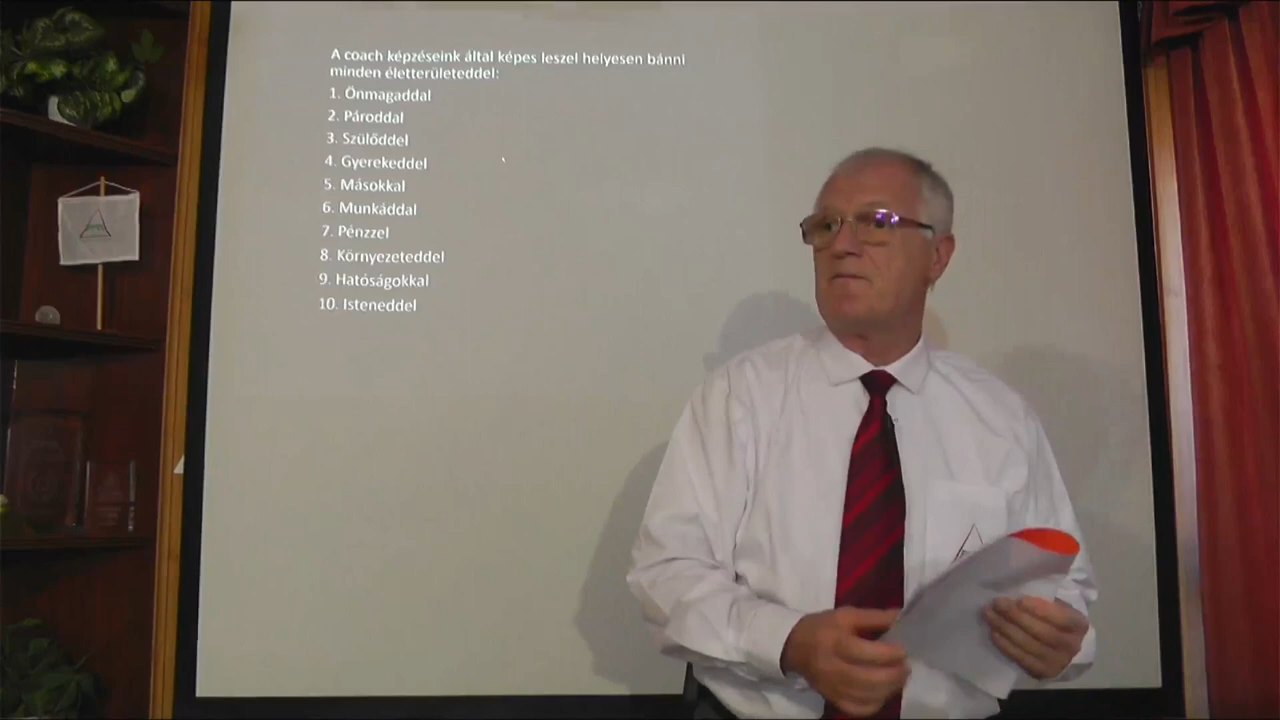 A coach képzéseink által képes leszel helyesen bánni
minden életterületeddel:
1. Önmagaddal
2. Pároddal
3. Szülőddel
4. Gyerekeddel
5. Másokkal
6. Munkáddal
7. Pénzzel
8. Környezeteddel
9. Hatóságokkal
10. Isteneddel